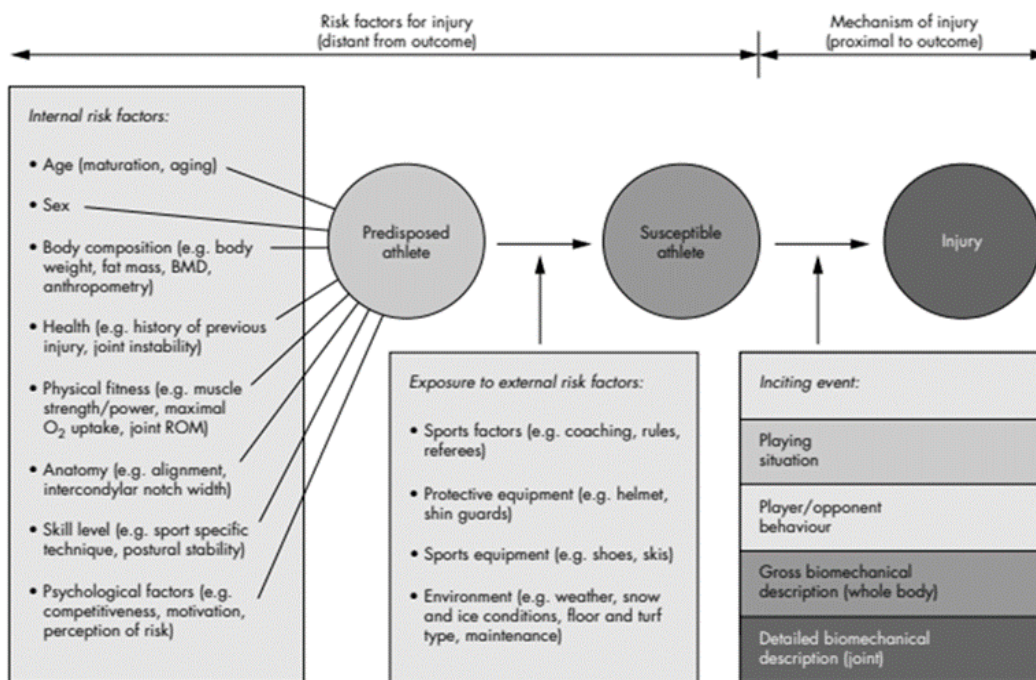 Risk factors for injury
(distant from outcome)
Mechanism of injury
(proximal to outcome)
Internal risk factors:
• Age (maturation, aging)
• Sex
• Body composition (e.g. body
weight, fat mass, BMD,
anthropometry)
• Health (e.g. history of previous
injury, joint instability)
• Physical fitness (e.g. muscle
strength/power, maximal
O2 uptake, joint ROM)
• Anatomy (e.g. alignment,
intercondylar notch width)
• Skill level (e.g. sport specific
technique, postural stability)
• Psychological factors (e.g.
competitiveness, motivation,
perception of risk)
Predisposed
athlete
Susceptible
athlete
Injury
Exposure to external risk factors:
• Sports factors (e.g. coaching, rules,
referees)
• Protective equipment (e.g. helmet,
shin guards)
• Sports equipment (e.g. shoes, skis)
• Environment (e.g. weather, snow
and ice conditions, floor and turf
type, maintenance)
Inciting event:
Playing
situation
Player/opponent
behaviour
Gross biomechanical
description (whole body)
Detailed biomechanical
description (joint)